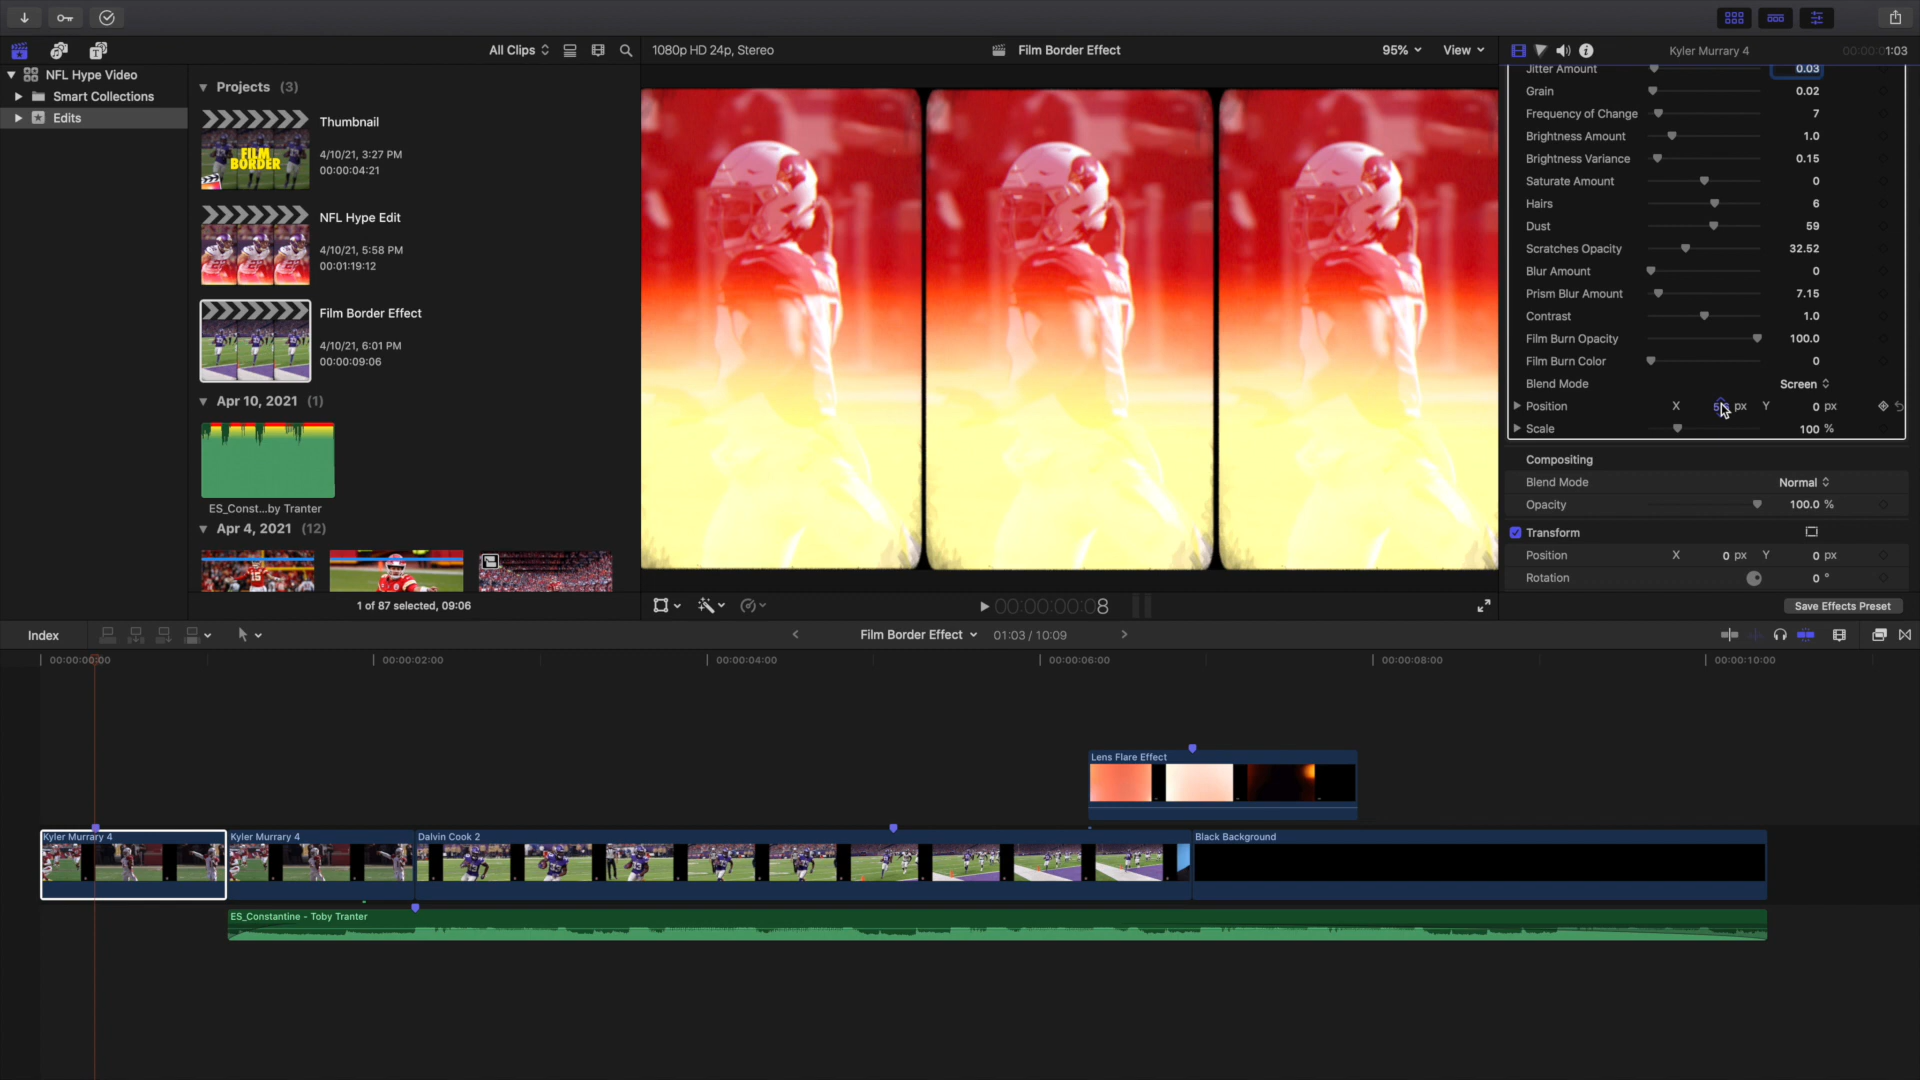 All Clips
1080p HD 24p, Stereo
Film Border Effect
95%
View
Kyler Murrary 4
00:00:01:03
NFL Hype Video
Smart Collections
Edits
Projects (3)
FILM BORDER
Thumbnail
4/10/21, 3:27 PM
00:00:04:21
NFL Hype Edit
4/10/21, 5:58 PM
00:01:19:12
Film Border Effect
4/10/21, 6:01 PM
00:00:09:06
Apr 10, 2021 (1)
ES_Const...by Tranter
Apr 4, 2021 (12)
1 of 87 selected, 09:06
Jitter Amount 0.03
Grain 0.02
Frequency of Change 7
Brightness Amount 1.0
Brightness Variance 0.15
Saturate Amount 0
Hairs 6
Dust 59
Scratches Opacity 32.52
Blur Amount 0
Prism Blur Amount 7.15
Contrast 1.0
Film Burn Opacity 100.0
Film Burn Color 0
Blend Mode Screen
Position X px Y 0 px
Scale 100 %
Compositing
Blend Mode Normal
Opacity 100.0 %
Transform
Position X 0 px Y 0 px
Rotation 0 °
Save Effects Preset
00:00:00:08
Index
Film Border Effect
01:03 / 10:09
00:00:00:00
00:00:02:00
00:00:04:00
00:00:06:00
00:00:08:00
00:00:10:00
Lens Flare Effect
Kyler Murrary 4
Kyler Murrary 4
Dalvin Cook 2
Black Background
ES_Constantine - Toby Tranter